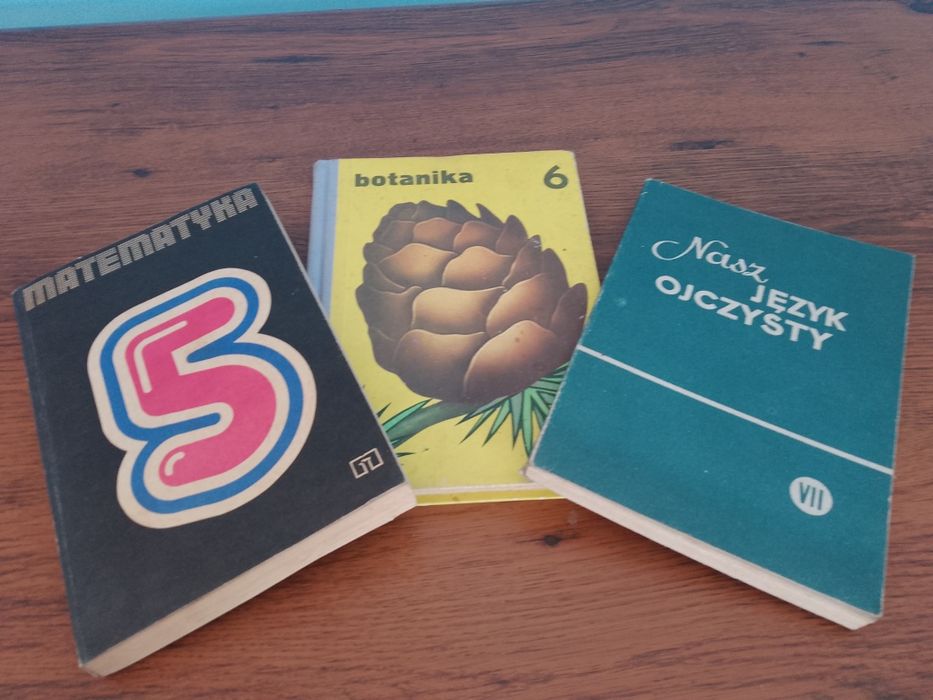 MATEMATYKA
5
botanika 6
Nasz
JĘZYK
OJCZYSTY
VII